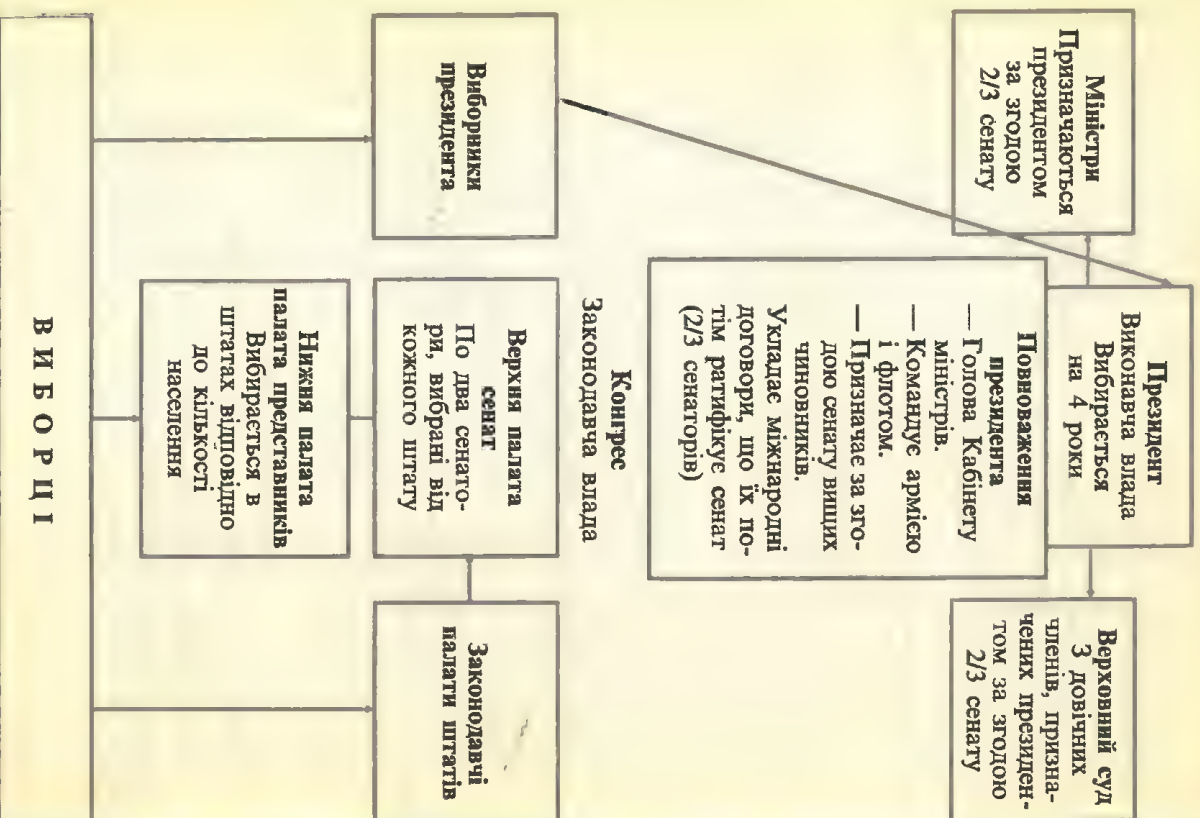 Міністри
Призначаються
президентом
за згодою
2/3 сенату
Президент
Виконавча влада
Вибирається
на 4 роки
Верховний суд
З довічних
членів, призна-
чених президен-
том за згодою
2/3 сенату
Повноваження
президента
— Голова Кабінету
міністрів.
— Командує армією
і флотом.
— Призначає за зго-
дою сенату вищих
чиновників.
Укладає міжнародні
договори, що їх по-
тім ратифікує сенат
(2/3 сенаторів)
Конгрес
Законодавча влада
Виборники
президента
Верхня палата
сенат
По два сенато-
ри, вибрані від
кожного штату
Законодавчі
палати штатів
Нижня палата
палата представників
Вибирається в
штатах відповідно
до кількості
населення
ВИБОРЦІ